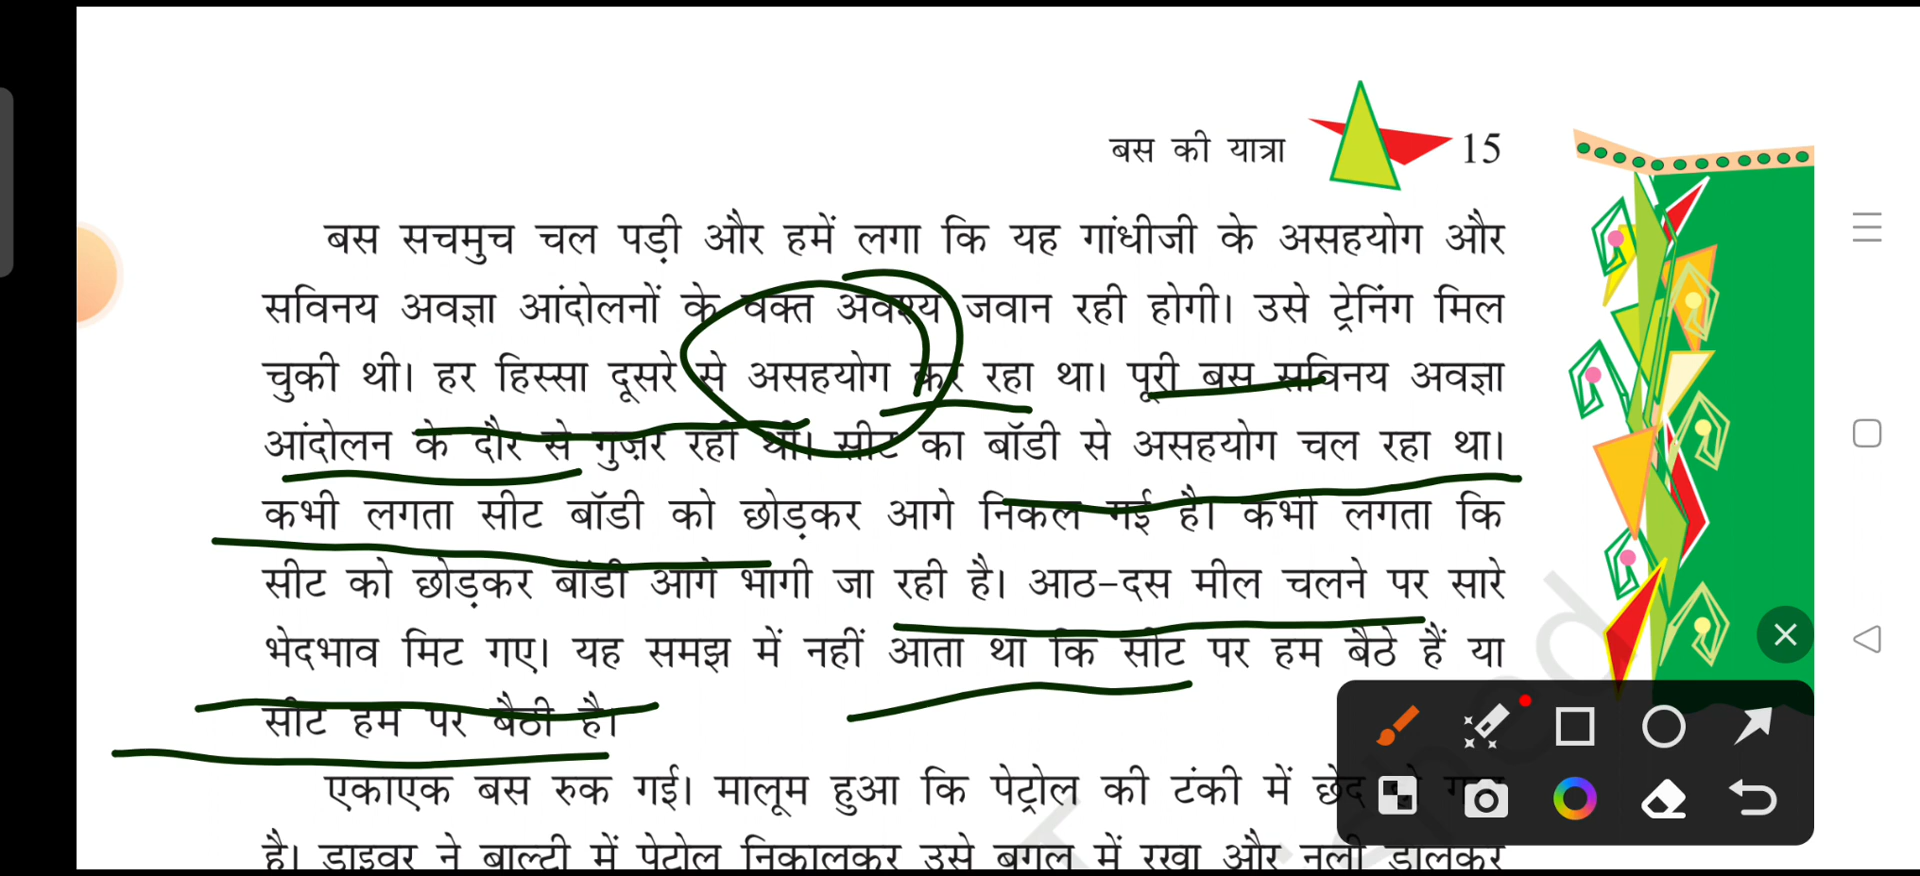 बस की यात्रा 15
बस सचमुच चल पड़ी और हमें लगा कि यह गांधीजी के असहयोग और
सविनय अवज्ञा आंदोलनों के वक्त अवश्य जवान रही होगी। उसे ट्रेनिंग मिल
चुकी थी। हर हिस्सा दूसरे से असहयोग कर रहा था। पूरी बस सविनय अवज्ञा
आंदोलन के दौर से गुज़र रही थी। सीट का बॉडी से असहयोग चल रहा था।
कभी लगता सीट बॉडी को छोड़कर आगे निकल गई है। कभी लगता कि
सीट को छोड़कर बॉडी आगे भागी जा रही है। आठ-दस मील चलने पर सारे
भेदभाव मिट गए। यह समझ में नहीं आता था कि सीट पर हम बैठे हैं या
सीट हम पर बैठी है।
एकाएक बस रुक गई। मालूम हुआ कि पेट्रोल की टंकी में छेद
है। ड्राइवर ने बाल्टी में पेट्रोल निकालकर उसे बगल में रखा और नली डालकर